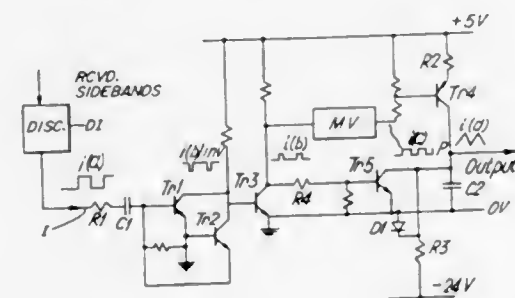 +5V
RCVD.
SIDEBANDS
R2
Tr4
DISC.
DI
MV
i(a)
i(b)inv
i(b)
i(c)
P
i(d)
Output
Tr1
Tr3
R4
Tr5
C2
I
R1
C1
Tr2
0V
D1
R3
-24V